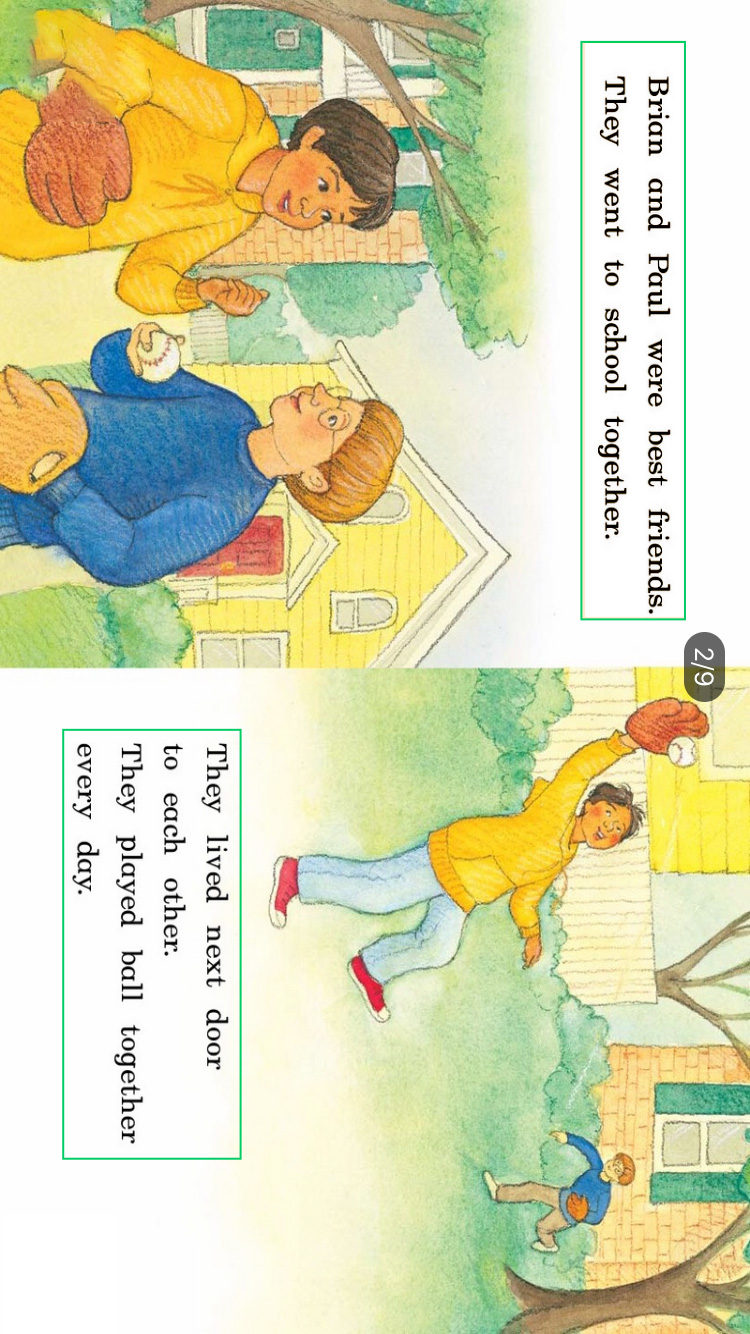 Brian and Paul were best friends.
They went to school together.
2/9
They lived next door
to each other.
They played ball together
every day.